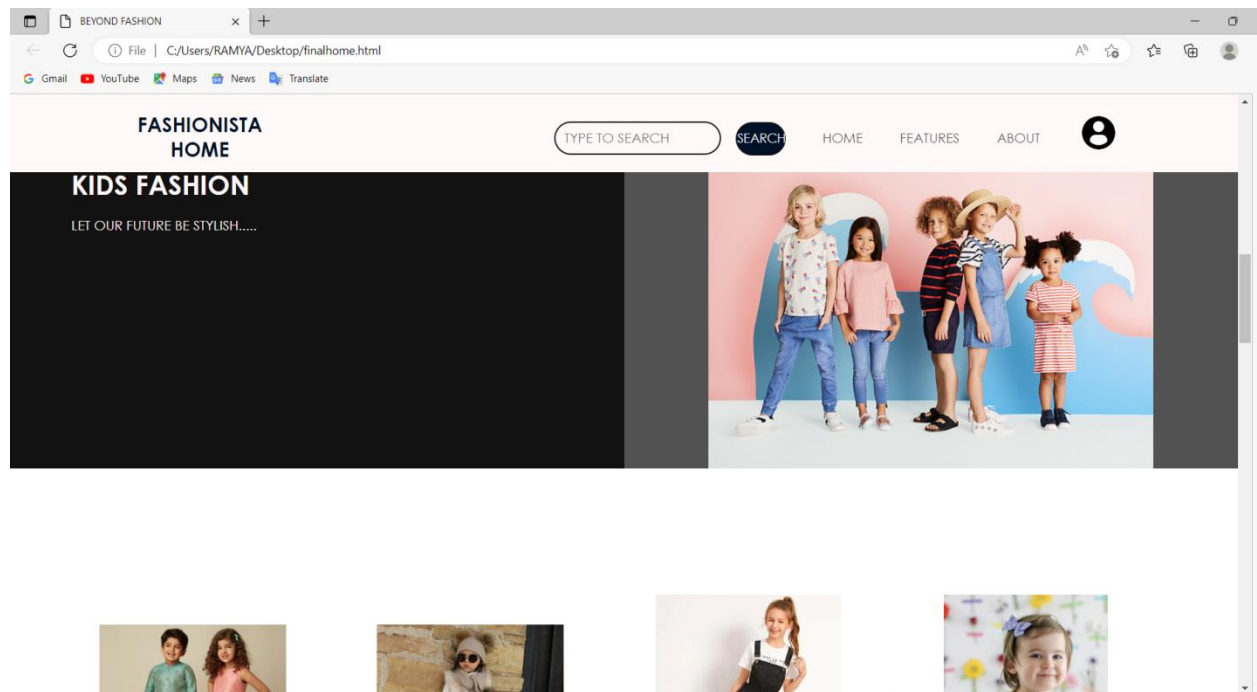 BEYOND FASHION
File | C:/Users/RAMYA/Desktop/finalhome.html
Gmail YouTube Maps News Translate
FASHIONISTA
HOME
TYPE TO SEARCH SEARCH HOME FEATURES ABOUT
KIDS FASHION
LET OUR FUTURE BE STYLISH.....